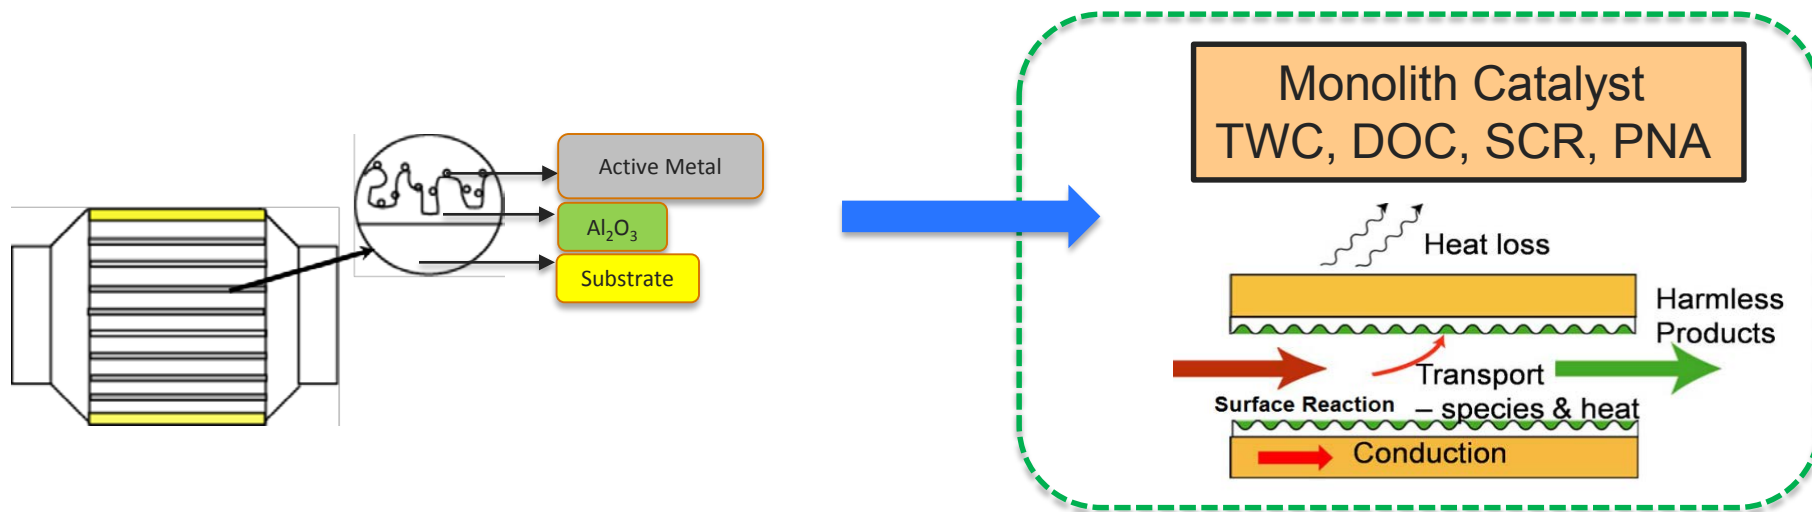 Active Metal
Al₂O₃
Substrate
Monolith Catalyst
TWC, DOC, SCR, PNA
Heat loss
Harmless
Products
Transport
– species & heat
Surface Reaction
Conduction